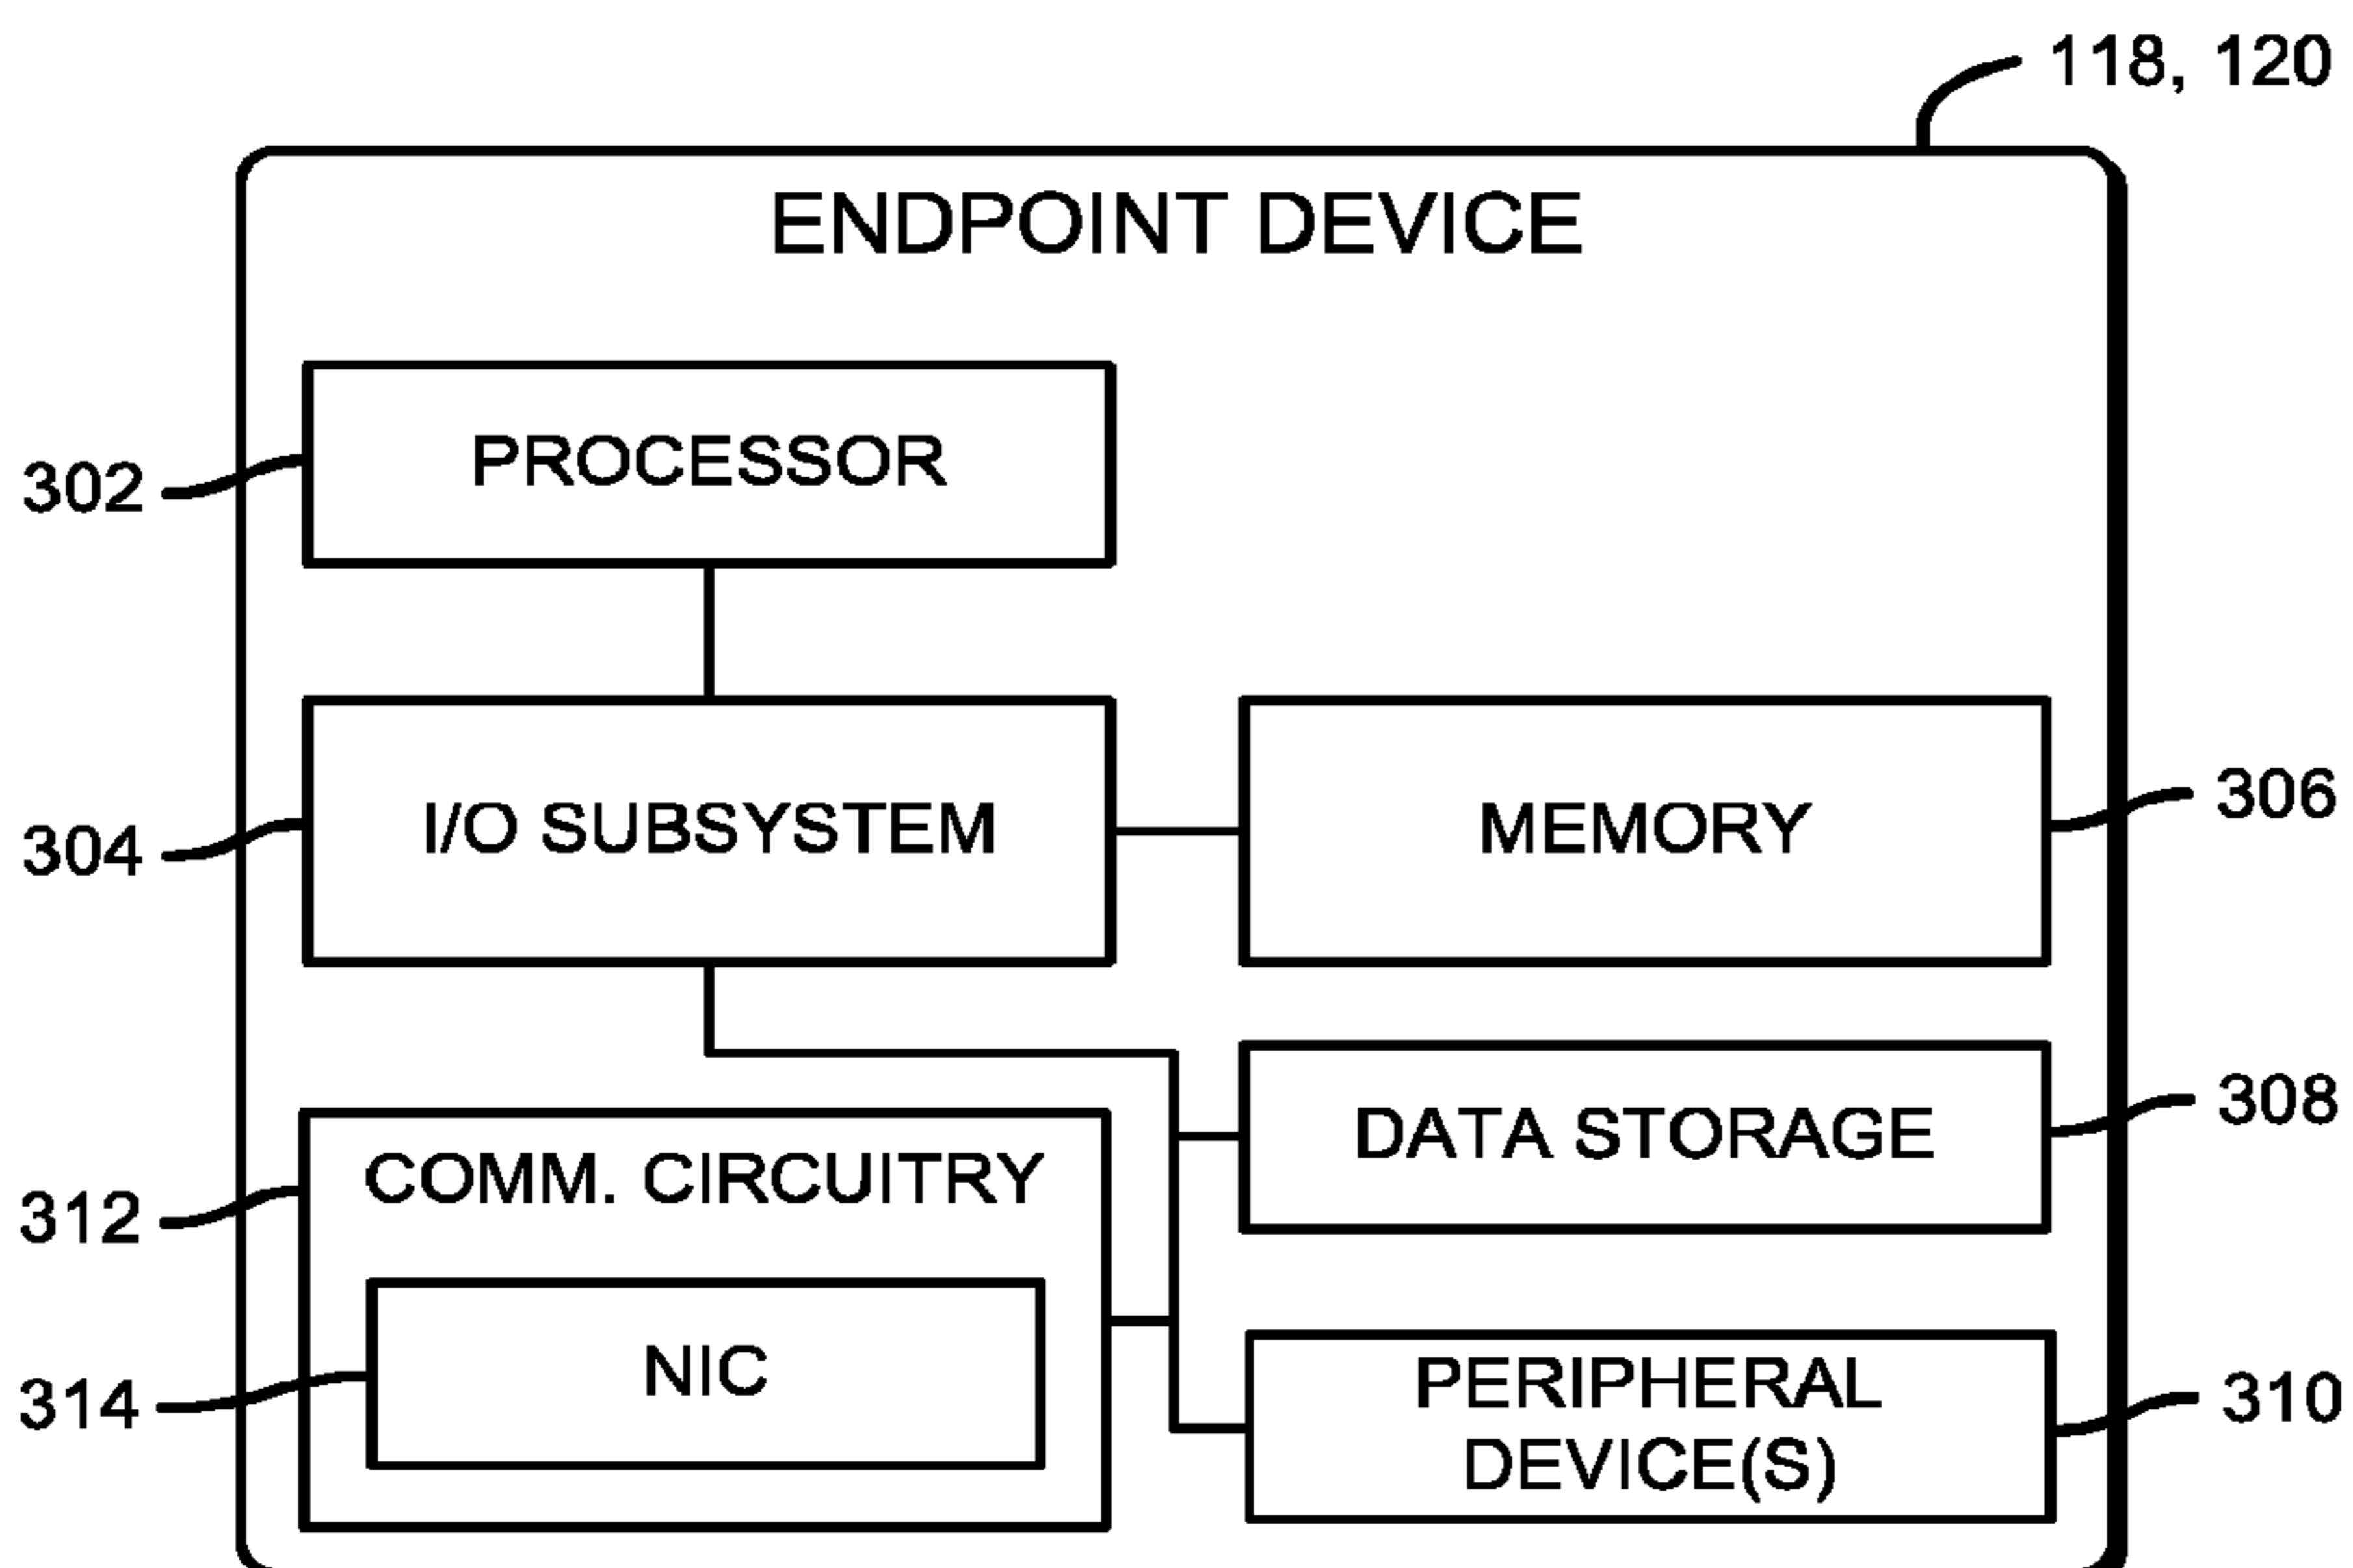 118, 120
ENDPOINT DEVICE
302
PROCESSOR
304
I/O SUBSYSTEM
MEMORY
306
DATA STORAGE
308
312
COMM. CIRCUITRY
314
NIC
PERIPHERAL
DEVICE(S)
310